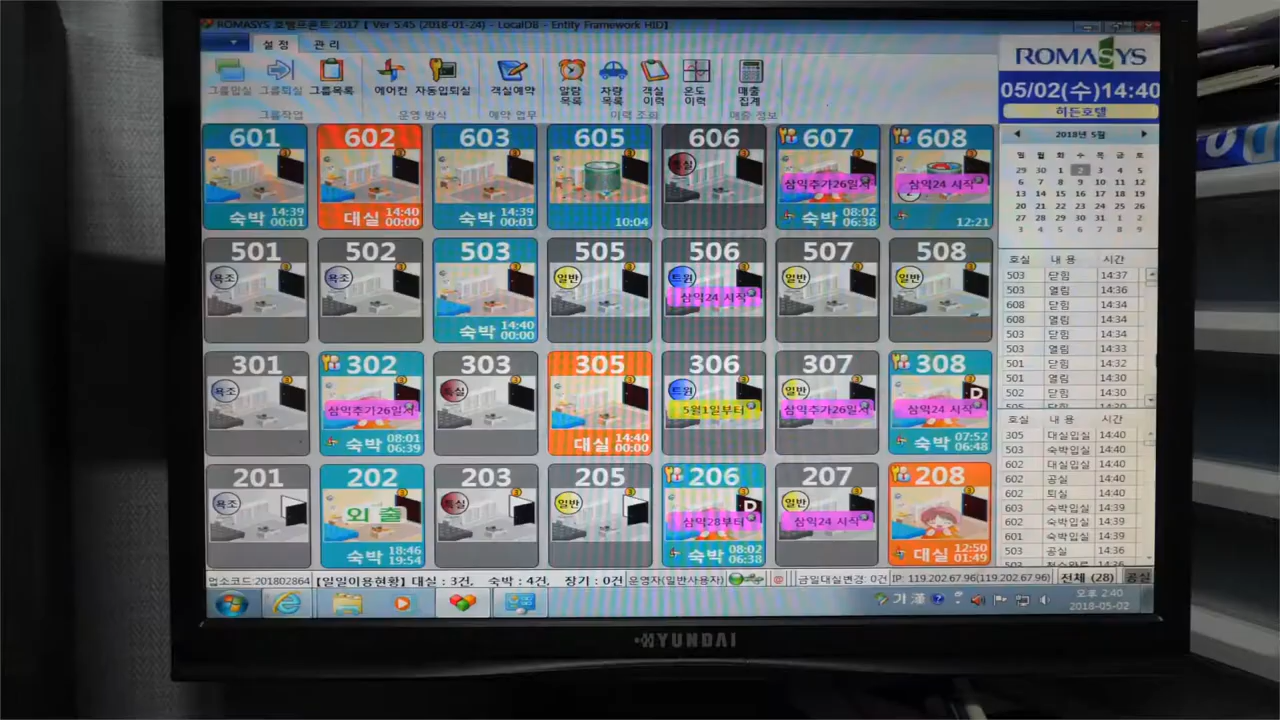 ROMASYS 호텔프론트 2017 [ Ver 5.45 (2018-01-24) - LocalDB - Entity Framework HID]
설 정 관 리
그룹입실 그룹퇴실 그룹목록 에어컨 자동입퇴실 객실예약 알람 목록 차량 목록 객실 이력 온도 이력 매출 집계
그룹작업 운영 방식 예약 업무 이력 조회 매출 정보
ROMASYS
05/02(수)14:40
히든호텔
2018년 5월
일 월 화 수 목 금 토
29 30 1 2 3 4 5
6 7 8 9 10 11 12
13 14 15 16 17 18 19
20 21 22 23 24 25 26
27 28 29 30 31 1 2
3 4 5 6 7 8 9
601
숙박 14:39 00:01
602
대실 14:40 00:00
603
숙박 14:39 00:01
605
10:04
606
특실
607
삼익추가26일
숙박 08:02 06:38
608
삼익24 시작
12:21
501
욕조
502
욕조
503
숙박 14:40 00:00
505
일반
506
트윈
삼익24 시작
507
일반
508
일반
301
욕조
302
삼익추가26일
숙박 08:01 06:39
303
특실
305
대실 14:40 00:00
306
트윈
5월1일부터
307
일반
삼익추가26일
308
D
삼익24 시작
숙박 07:52 06:48
201
욕조
202
외 출
숙박 18:46 19:54
203
특실
205
일반
206
D
삼익28부터
숙박 08:02 06:38
207
일반
삼익24 시작
208
대실 12:50 01:49
호실 내 용 시간
503 닫힘 14:37
503 열림 14:36
608 닫힘 14:34
608 열림 14:34
503 닫힘 14:34
503 열림 14:33
501 닫힘 14:32
501 열림 14:30
502 닫힘 14:30
505 닫힘 14:30
호실 내 용 시간
305 대실입실 14:40
503 숙박입실 14:40
602 대실입실 14:40
602 공실 14:40
602 퇴실 14:40
603 숙박입실 14:39
602 숙박입실 14:39
601 숙박입실 14:39
503 공실 14:36
업소코드:201802864 [일일이용현황] 대실 : 3건, 숙박 : 4건, 장기 : 0건 운영자(일반사용자) 금일대실변경: 0건 IP: 119.202.67.96(119.202.67.96) 전체 (28) 공실
가 漢 오후 2:40
2018-05-02
HYUNDAI